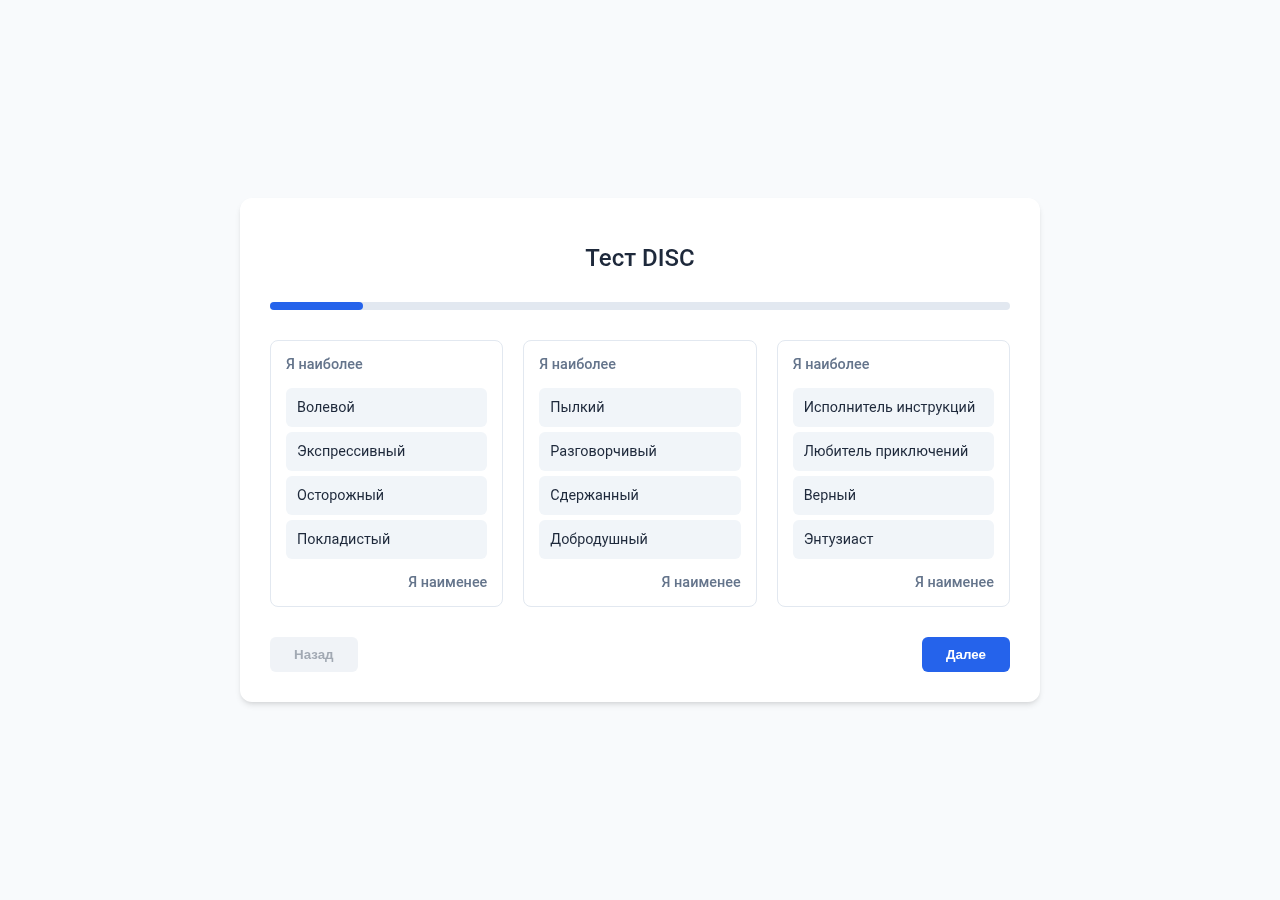 Тест DISC
Я наиболее
Волевой
Экспрессивный
Осторожный
Покладистый
Я наименее
Я наиболее
Пылкий
Разговорчивый
Сдержанный
Добродушный
Я наименее
Я наиболее
Исполнитель инструкций
Любитель приключений
Верный
Энтузиаст
Я наименее
Назад
Далее